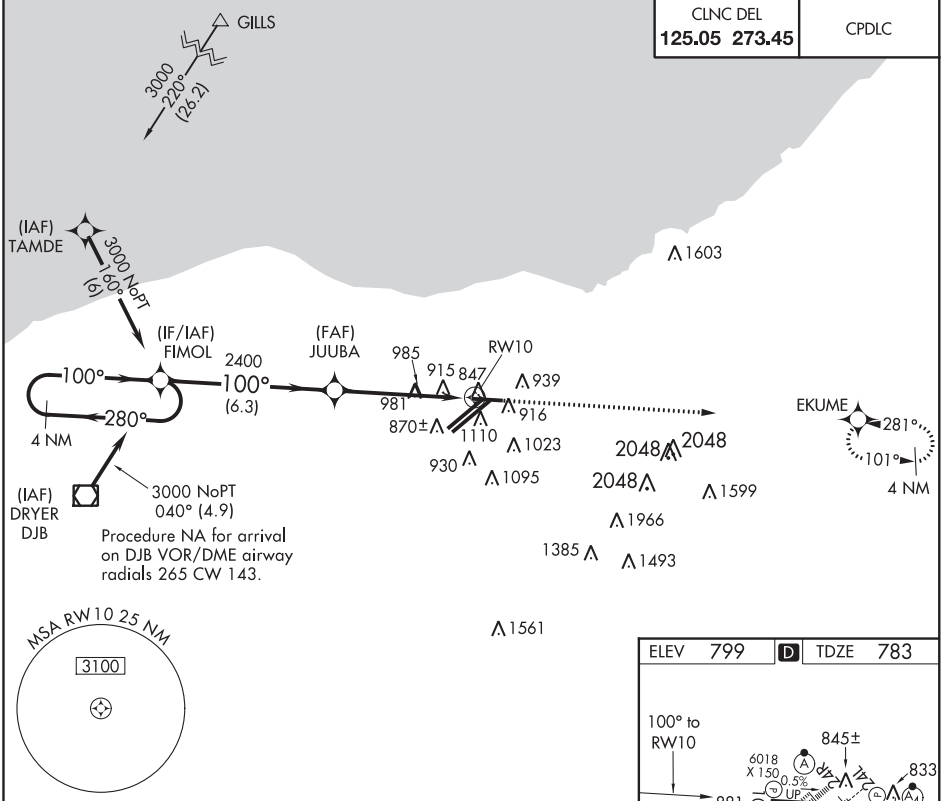 CLNC DEL
125.05 273.45
CPDLC
GILLS
3000
220°
(26.2)
(IAF)
TAMDE
3000 NoPT
160°
(6)
1603
(IF/IAF)
FIMOL
2400
100°
(6.3)
(FAF)
JUUBA
985
915
847
RW10
939
981
916
870±
1110
1023
930
1095
100°
280°
4 NM
EKUME
281°
101°
4 NM
2048
2048
2048
1599
1966
1385
1493
1561
(IAF)
DRYER
DJB
3000 NoPT
040° (4.9)
Procedure NA for arrival
on DJB VOR/DME airway
radials 265 CW 143.
MSA RW10 25 NM
3100
ELEV 799 D TDZE 783
100° to
RW10
845±
833
6018
X 150
0.5%
UP
A
P
24R
24L
P
A